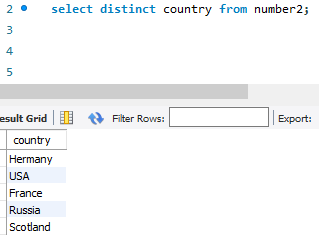 2 select distinct country from number2;
3
4
5
esult Grid Filter Rows: Export:
country
Hermany
USA
France
Russia
Scotland